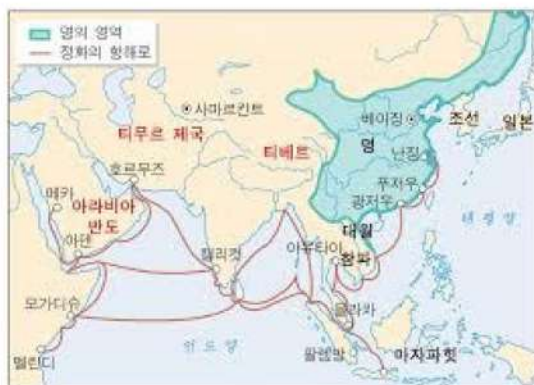 명의 영역
정화의 항해로
사마르칸트
베이징
조선
일본
티무르 제국
티베트
명
난징
호르무즈
푸저우
메카
아라비아
반도
광저우
태평양
대월
아덴
캘리컷
아유타야
참파
모가디슈
믈라카
인도양
멜린디
팔렘방
마자파힛